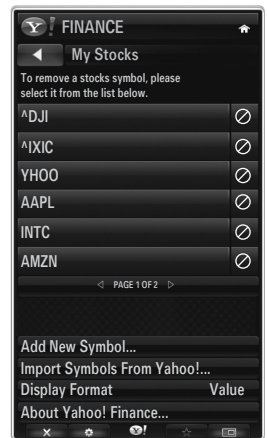 Y! FINANCE
My Stocks
To remove a stocks symbol, please
select it from the list below.
^DJI
^IXIC
YHOO
AAPL
INTC
AMZN
PAGE 1 OF 2
Add New Symbol...
Import Symbols From Yahoo!...
Display Format Value
About Yahoo! Finance...
Y!